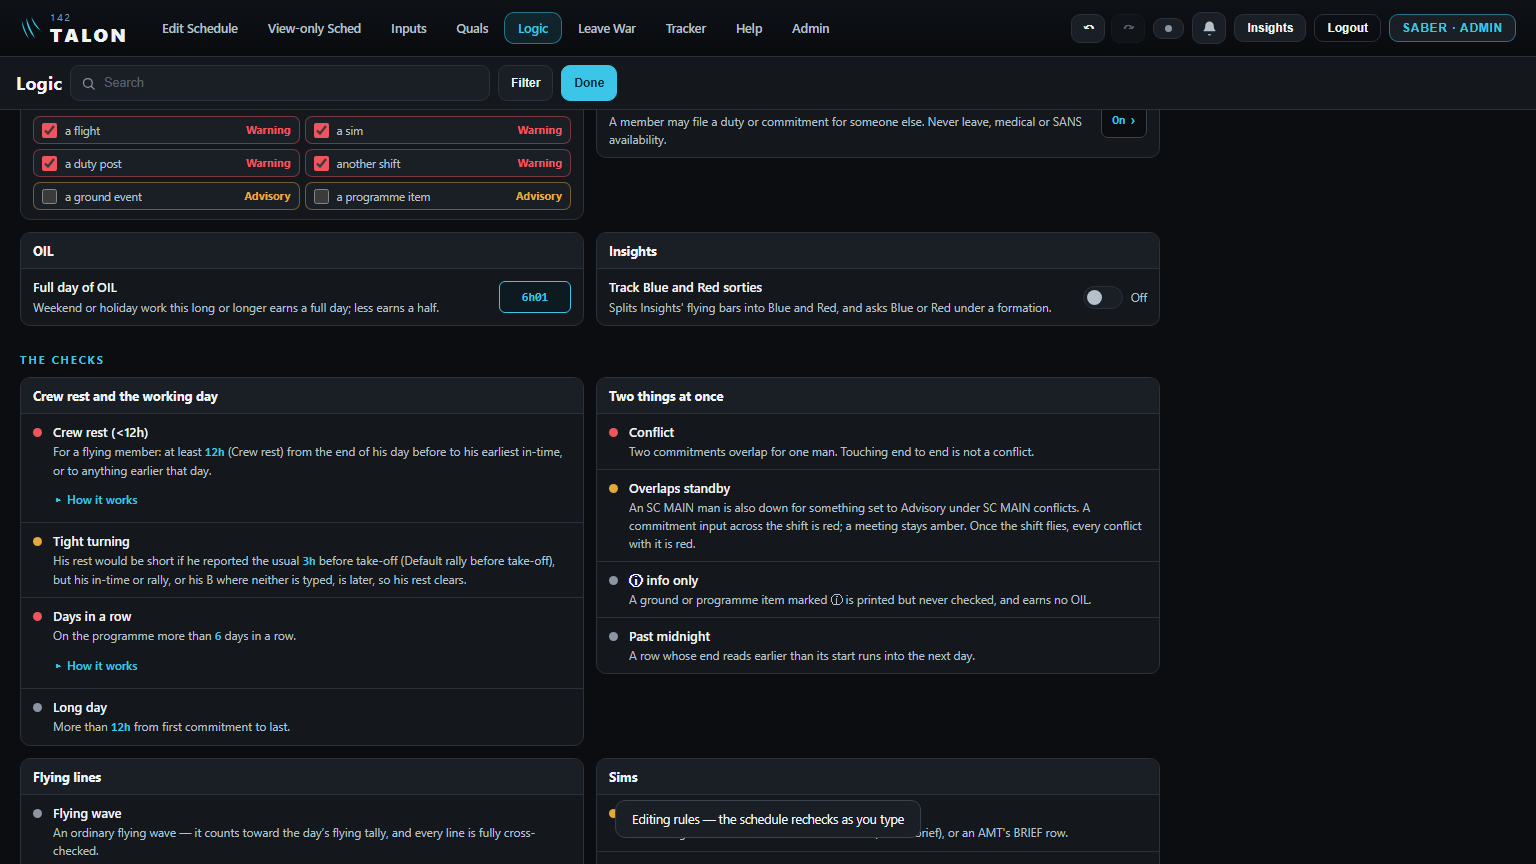 142
TALON
Edit Schedule
View-only Sched
Inputs
Quals
Logic
Leave War
Tracker
Help
Admin
Insights
Logout
SABER · ADMIN
Logic
Search
Filter
Done
a flight
Warning
a sim
Warning
a duty post
Warning
another shift
Warning
a ground event
Advisory
a programme item
Advisory
A member may file a duty or commitment for someone else. Never leave, medical or SANS
availability.
On ›
OIL
Full day of OIL
Weekend or holiday work this long or longer earns a full day; less earns a half.
6h01
Insights
Track Blue and Red sorties
Splits Insights' flying bars into Blue and Red, and asks Blue or Red under a formation.
Off
THE CHECKS
Crew rest and the working day
Crew rest (<12h)
For a flying member: at least 12h (Crew rest) from the end of his day before to his earliest in-time,
or to anything earlier that day.
▸ How it works
Tight turning
His rest would be short if he reported the usual 3h before take-off (Default rally before take-off),
but his in-time or rally, or his B where neither is typed, is later, so his rest clears.
Days in a row
On the programme more than 6 days in a row.
▸ How it works
Long day
More than 12h from first commitment to last.
Two things at once
Conflict
Two commitments overlap for one man. Touching end to end is not a conflict.
Overlaps standby
An SC MAIN man is also down for something set to Advisory under SC MAIN conflicts. A
commitment input across the shift is red; a meeting stays amber. Once the shift flies, every conflict
with it is red.
ⓘ info only
A ground or programme item marked ⓘ is printed but never checked, and earns no OIL.
Past midnight
A row whose end reads earlier than its start runs into the next day.
Flying lines
Flying wave
An ordinary flying wave — it counts toward the day's flying tally, and every line is fully cross-
checked.
Sims
brief), or an AMT's BRIEF row.
Editing rules — the schedule rechecks as you type